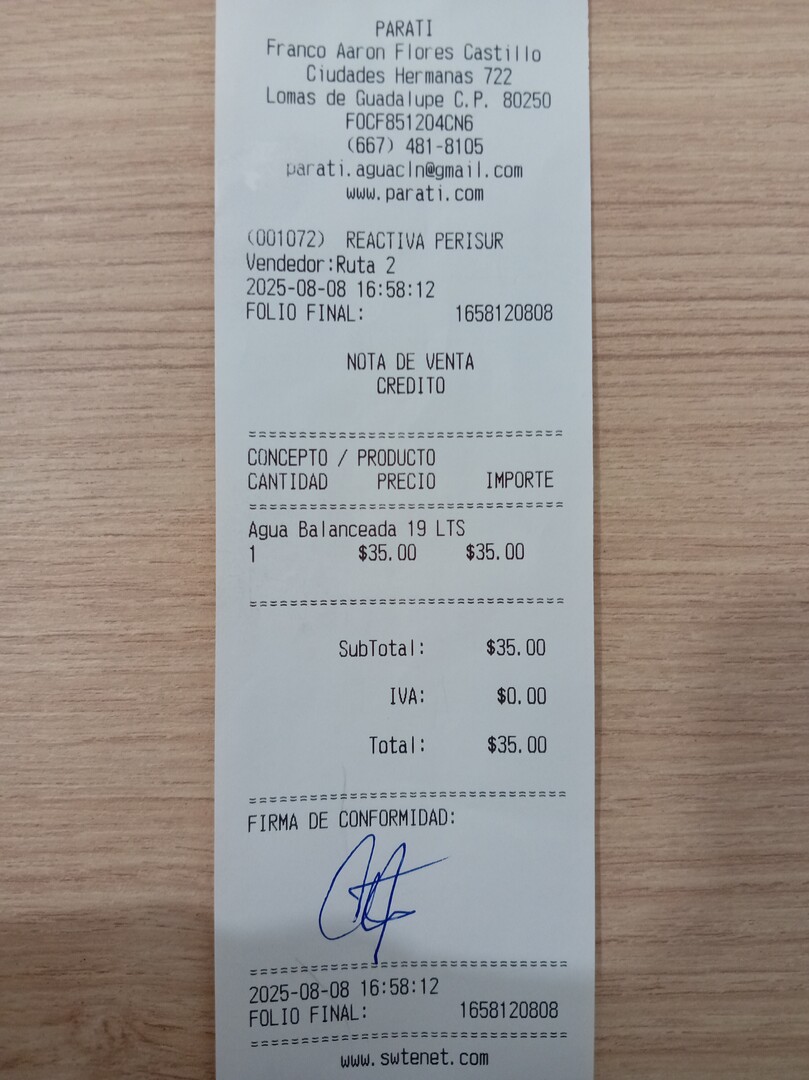 PARATI
Franco Aaron Flores Castillo
Ciudades Hermanas 722
Lomas de Guadalupe C.P. 80250
FOCF851204CN6
(667) 481-8105
parati.aguacln@gmail.com
www.parati.com
(001072) REACTIVA PERISUR
Vendedor:Ruta 2
2025-08-08 16:58:12
FOLIO FINAL: 1658120808
NOTA DE VENTA
CREDITO
CONCEPTO / PRODUCTO
CANTIDAD PRECIO IMPORTE
Agua Balanceada 19 LTS
1 $35.00 $35.00
SubTotal: $35.00
IVA: $0.00
Total: $35.00
FIRMA DE CONFORMIDAD:
2025-08-08 16:58:12
FOLIO FINAL: 1658120808
www.swtenet.com